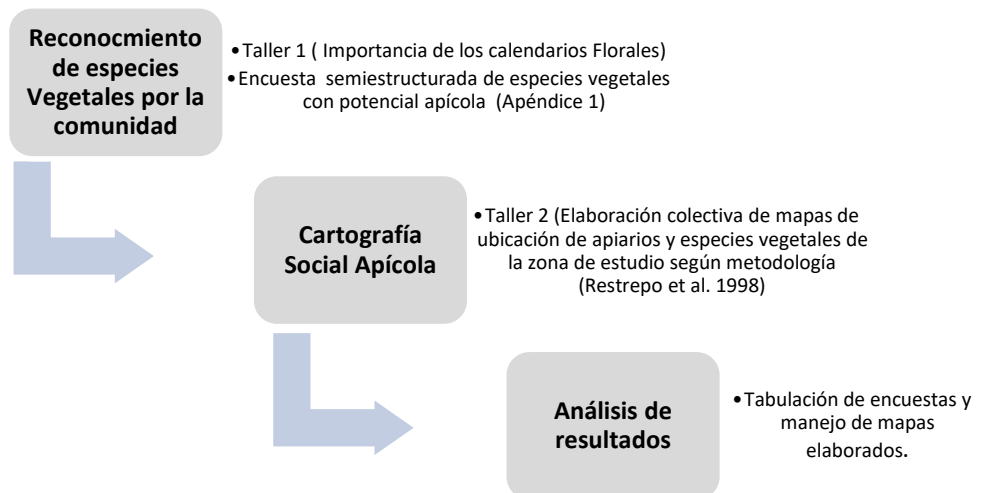 Reconocmiento
de especies
Vegetales por la
comunidad
•Taller 1 ( Importancia de los calendarios Florales)
•Encuesta semiestructurada de especies vegetales
con potencial apícola (Apéndice 1)
Cartografía
Social Apícola
•Taller 2 (Elaboración colectiva de mapas de
ubicación de apiarios y especies vegetales de
la zona de estudio según metodología
(Restrepo et al. 1998)
Análisis de
resultados
•Tabulación de encuestas y
manejo de mapas
elaborados.